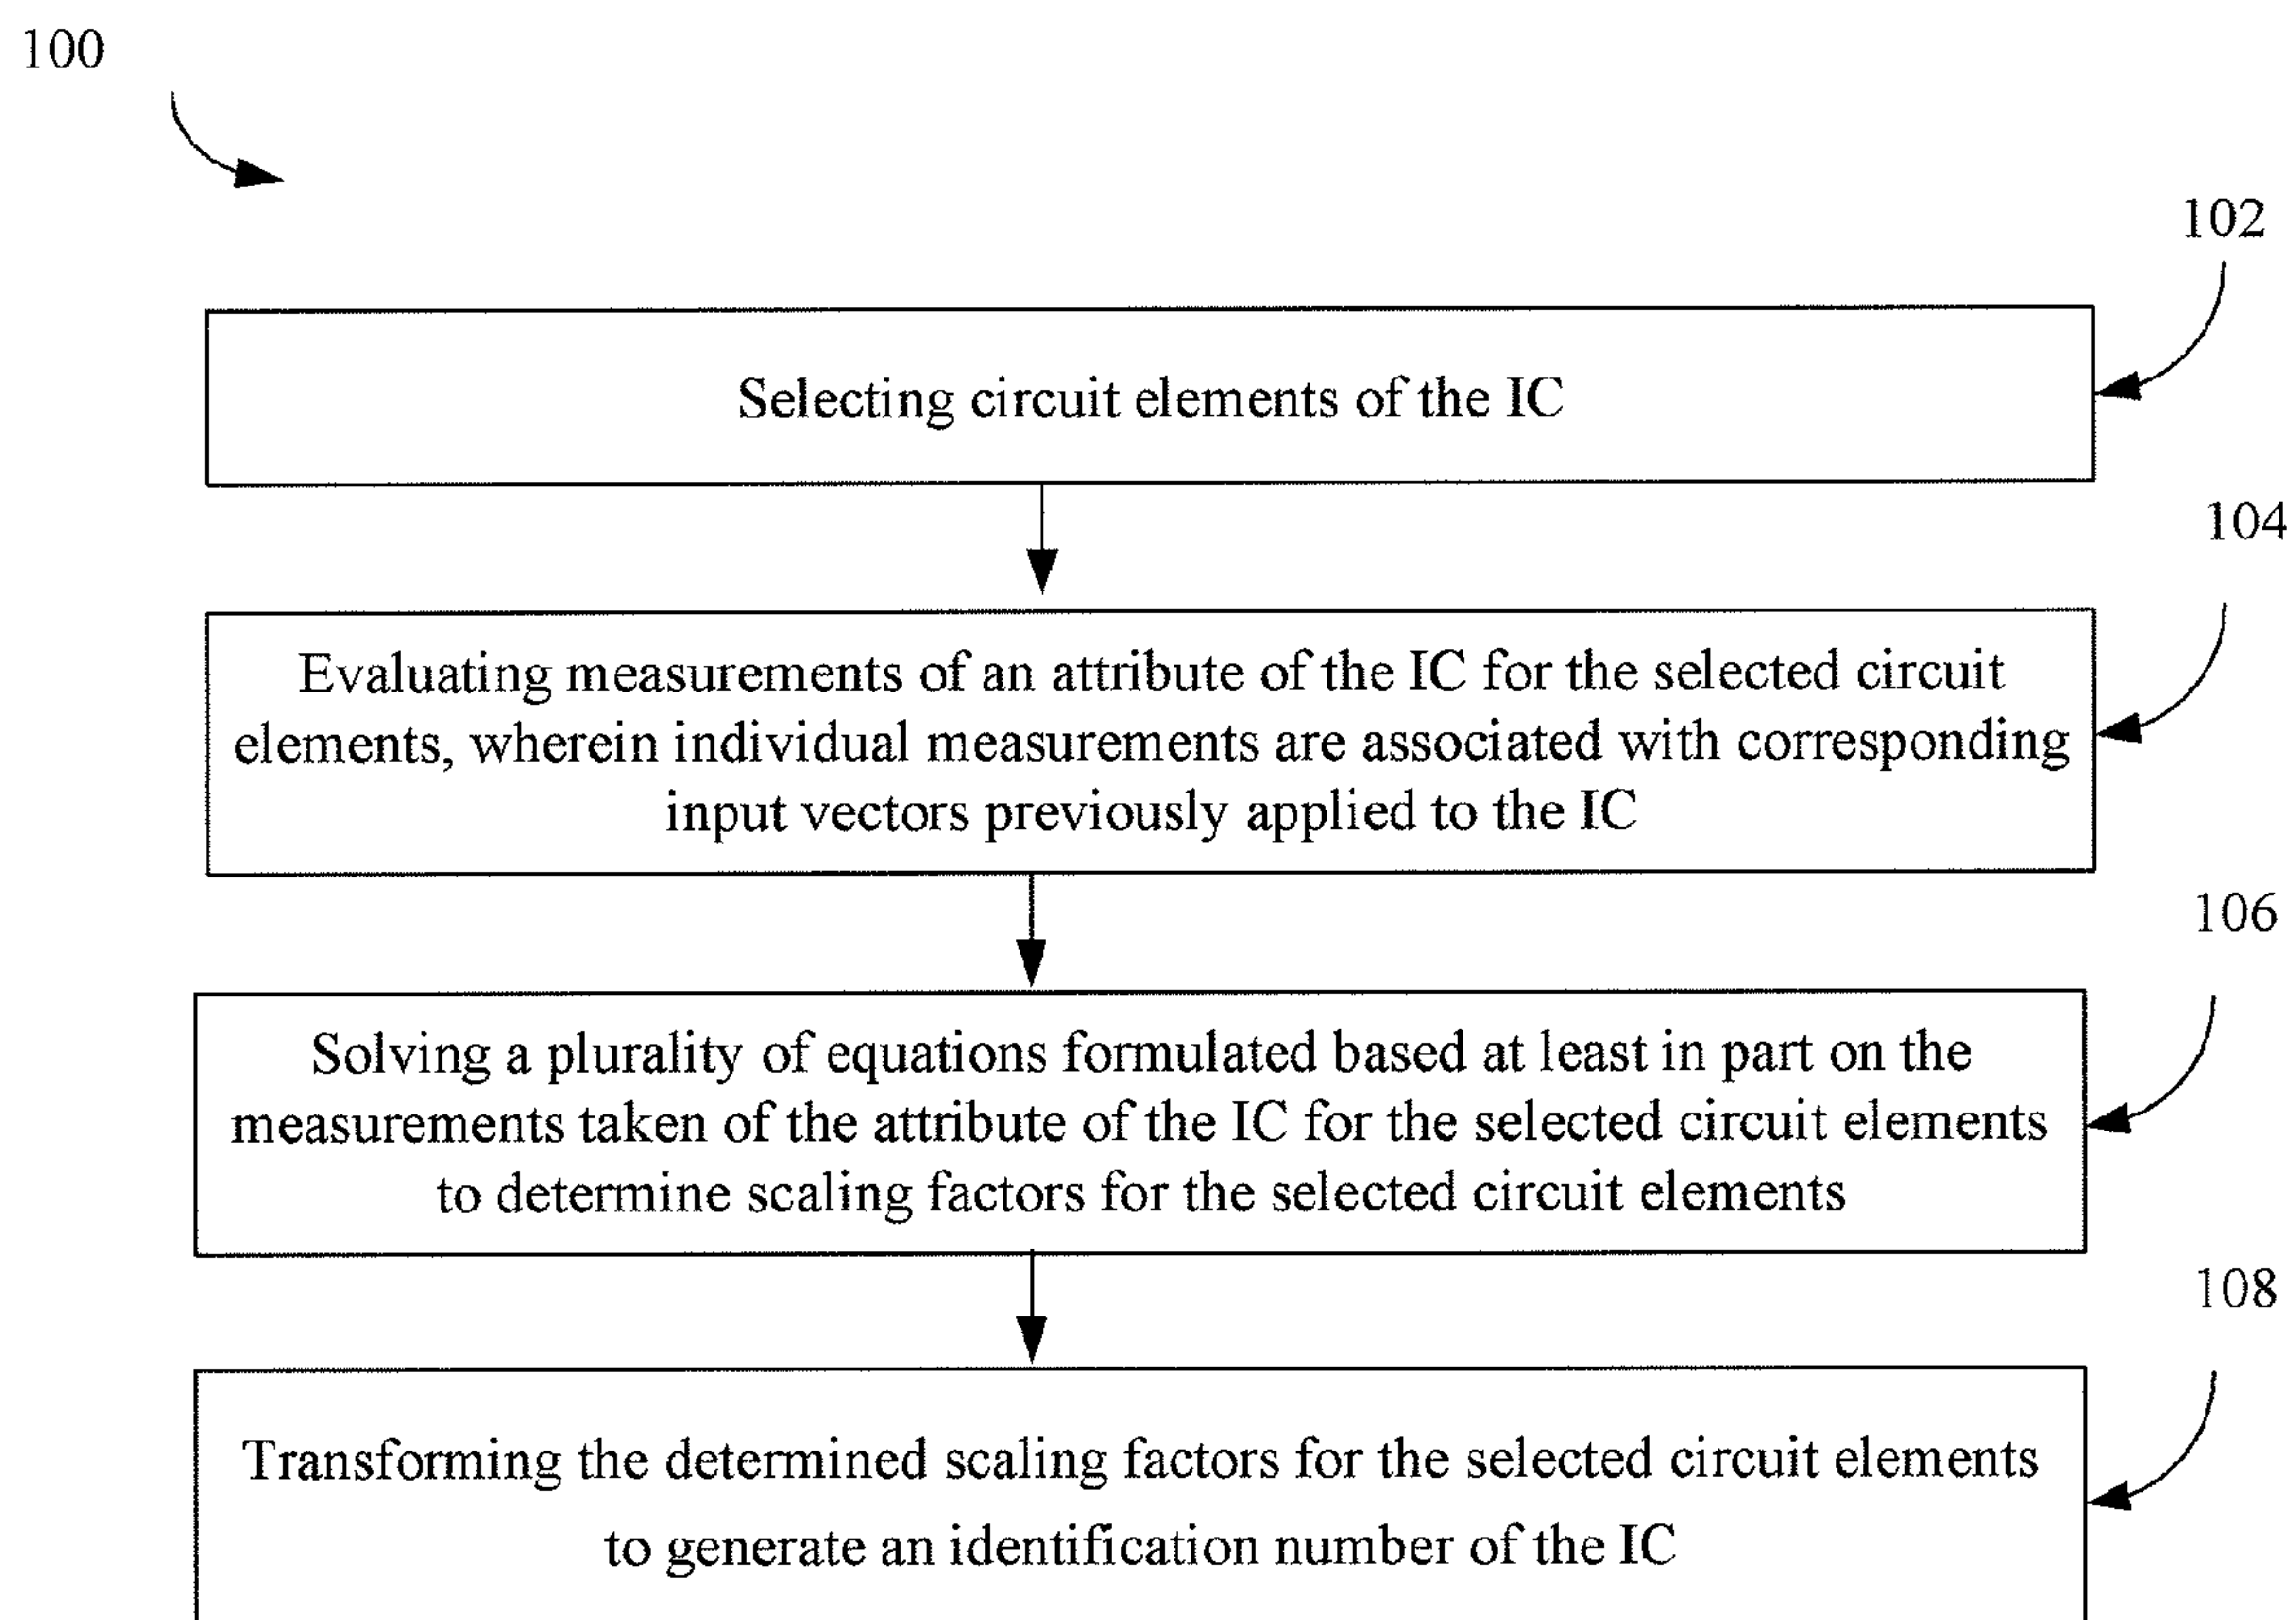 100
102
Selecting circuit elements of the IC
104
Evaluating measurements of an attribute of the IC for the selected circuit
elements, wherein individual measurements are associated with corresponding
input vectors previously applied to the IC
106
Solving a plurality of equations formulated based at least in part on the
measurements taken of the attribute of the IC for the selected circuit elements
to determine scaling factors for the selected circuit elements
108
Transforming the determined scaling factors for the selected circuit elements
to generate an identification number of the IC